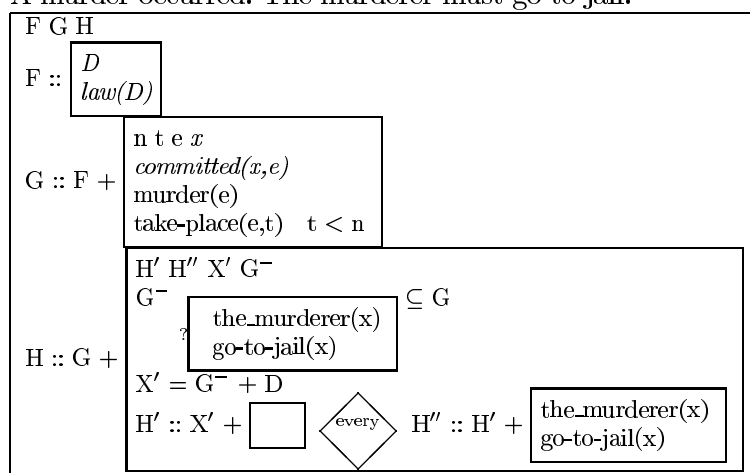 A murder occurred. The murderer must go to jail.
F G H
F ::
D
law(D)
G :: F +
n t e x
committed(x,e)
murder(e)
take-place(e,t) t < n
H :: G +
H′ H″ X′ G⁻
G⁻ ⊆ G
?
the_murderer(x)
go-to-jail(x)
X′ = G⁻ + D
H′ :: X′ + every H″ :: H′ +
the_murderer(x)
go-to-jail(x)